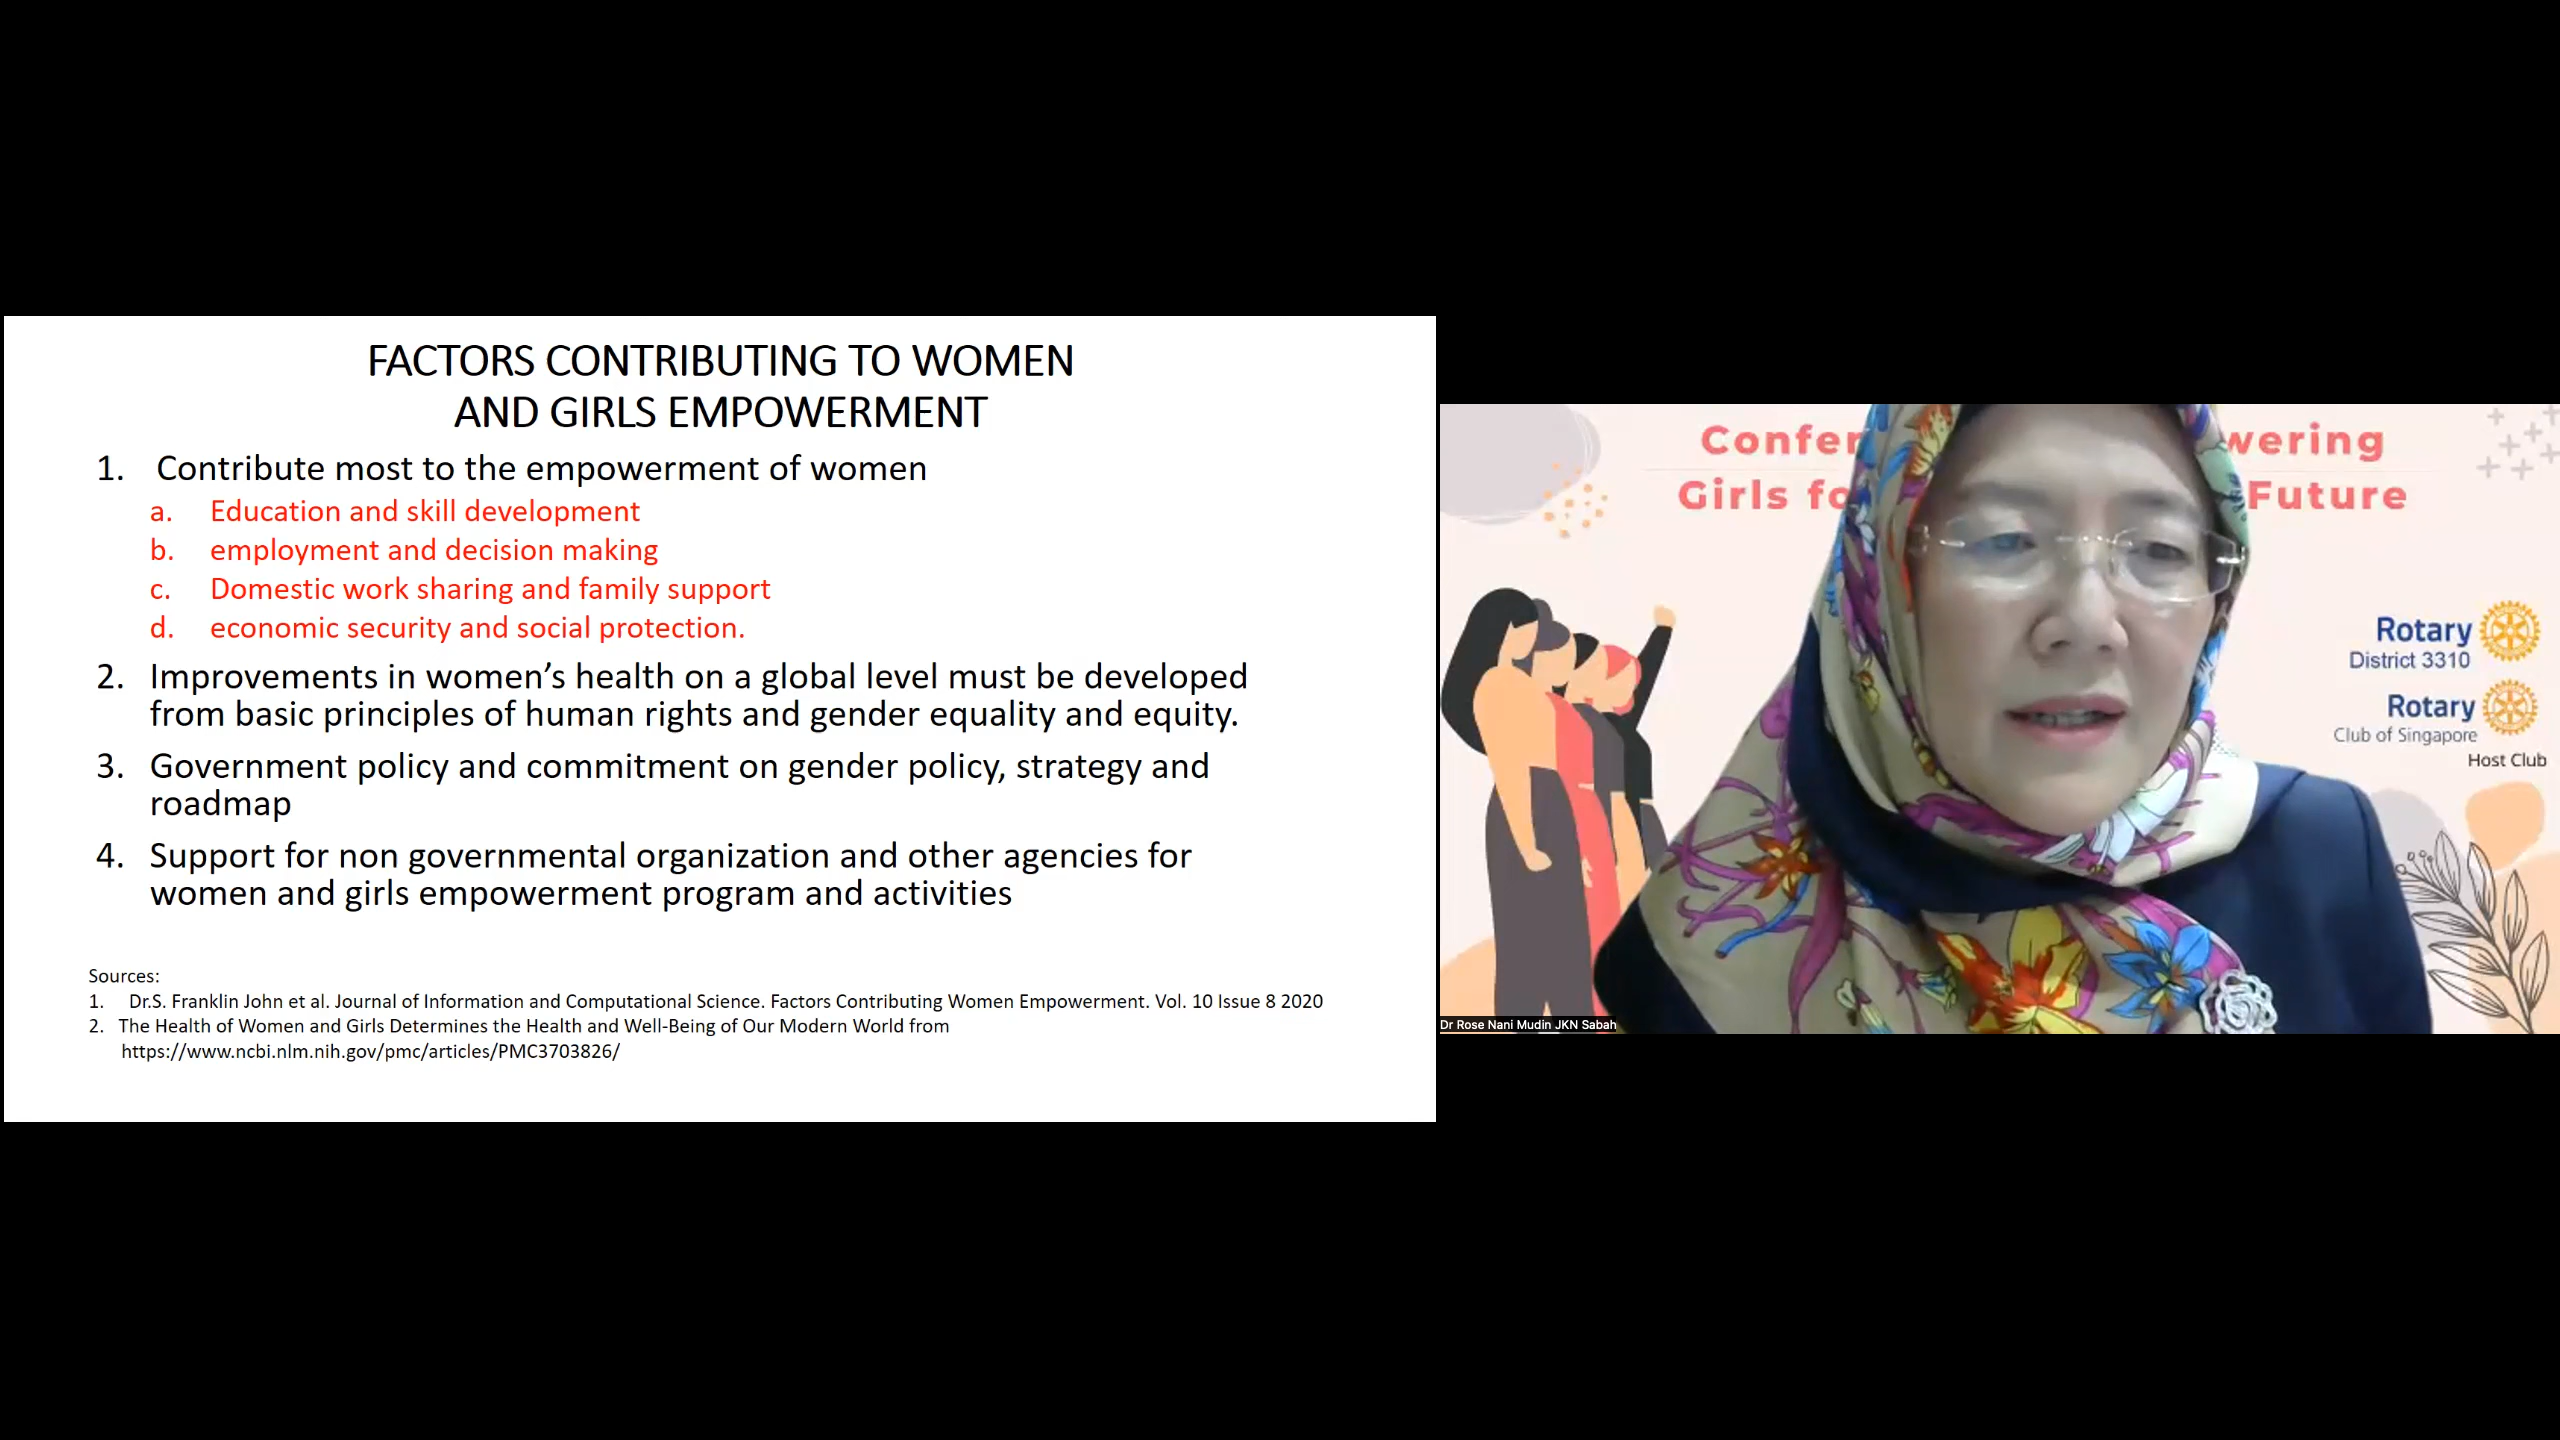 FACTORS CONTRIBUTING TO WOMEN
AND GIRLS EMPOWERMENT
1. Contribute most to the empowerment of women
a. Education and skill development
b. employment and decision making
c. Domestic work sharing and family support
d. economic security and social protection.
2. Improvements in women’s health on a global level must be developed
from basic principles of human rights and gender equality and equity.
3. Government policy and commitment on gender policy, strategy and
roadmap
4. Support for non governmental organization and other agencies for
women and girls empowerment program and activities
Sources:
1. Dr.S. Franklin John et al. Journal of Information and Computational Science. Factors Contributing Women Empowerment. Vol. 10 Issue 8 2020
2. The Health of Women and Girls Determines the Health and Well-Being of Our Modern World from
https://www.ncbi.nlm.nih.gov/pmc/articles/PMC3703826/
Confer wering
Girls fo Future
Rotary
District 3310
Rotary
Club of Singapore
Host Club
Dr Rose Nani Mudin JKN Sabah